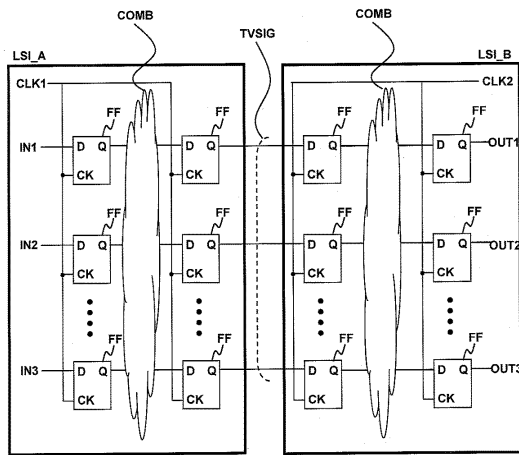 COMB
COMB
TVSIG
LSI_A
LSI_B
CLK1
CLK2
FF
FF
FF
FF
IN1
D Q
D Q
D Q
D Q
OUT1
CK
CK
CK
CK
FF
FF
FF
FF
IN2
D Q
D Q
D Q
D Q
OUT2
CK
CK
CK
CK
FF
FF
FF
FF
IN3
D Q
D Q
D Q
D Q
OUT3
CK
CK
CK
CK